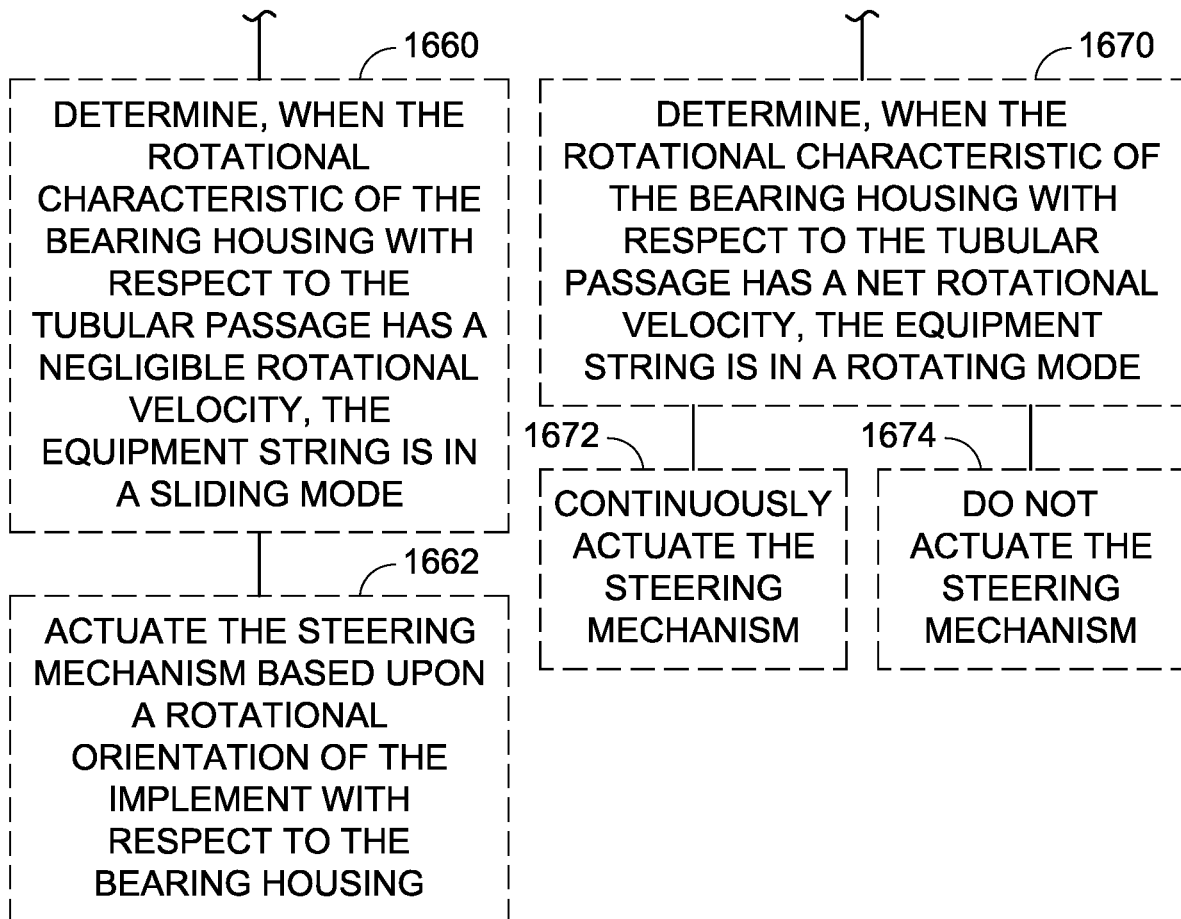 1660
DETERMINE, WHEN THE
ROTATIONAL
CHARACTERISTIC OF THE
BEARING HOUSING WITH
RESPECT TO THE
TUBULAR PASSAGE HAS A
NEGLIGIBLE ROTATIONAL
VELOCITY, THE
EQUIPMENT STRING IS IN
A SLIDING MODE
1662
ACTUATE THE STEERING
MECHANISM BASED UPON
A ROTATIONAL
ORIENTATION OF THE
IMPLEMENT WITH
RESPECT TO THE
BEARING HOUSING
1670
DETERMINE, WHEN THE
ROTATIONAL CHARACTERISTIC OF
THE BEARING HOUSING WITH
RESPECT TO THE TUBULAR
PASSAGE HAS A NET ROTATIONAL
VELOCITY, THE EQUIPMENT
STRING IS IN A ROTATING MODE
1672
CONTINUOUSLY
ACTUATE THE
STEERING
MECHANISM
1674
DO NOT
ACTUATE THE
STEERING
MECHANISM